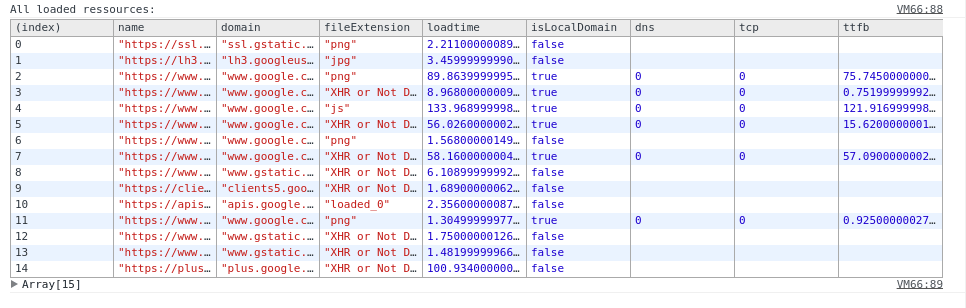 All loaded ressources: VM66:88
(index) name domain fileExtension loadtime isLocalDomain dns tcp ttfb
0 "https://ssl.… "ssl.gstatic.… "png" 2.21100000089… false
1 "https://lh3.… "lh3.googleus… "jpg" 3.45999999990… false
2 "https://www.… "www.google.c… "png" 89.8639999995… true 0 0 75.7450000000…
3 "https://www.… "www.google.c… "XHR or Not D… 8.96800000009… true 0 0 0.75199999992…
4 "https://www.… "www.google.c… "js" 133.968999998… true 0 0 121.916999998…
5 "https://www.… "www.google.c… "XHR or Not D… 56.0260000002… true 0 0 15.6200000001…
6 "https://www.… "www.google.c… "png" 1.56800000149… false
7 "https://www.… "www.google.c… "XHR or Not D… 58.1600000004… true 0 0 57.0900000002…
8 "https://www.… "www.gstatic.… "XHR or Not D… 6.10899999992… false
9 "https://clie… "clients5.goo… "XHR or Not D… 1.68900000062… false
10 "https://apis… "apis.google.… "loaded_0" 2.35600000087… false
11 "https://www.… "www.google.c… "png" 1.30499999977… true 0 0 0.92500000027…
12 "https://www.… "www.gstatic.… "XHR or Not D… 1.75000000126… false
13 "https://www.… "www.gstatic.… "XHR or Not D… 1.48199999966… false
14 "https://plus… "plus.google.… "XHR or Not D… 100.934000000… false
▶ Array[15] VM66:89